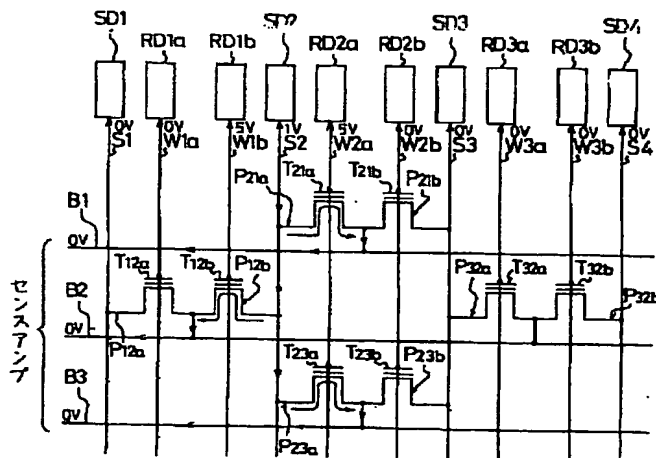 SD1 RD1a RD1b SD2 RD2a RD2b SD3 RD3a RD3b SD4
0V 0V 5V 1V 5V 0V 0V 0V 0V 0V
S1 W1a W1b S2 W2a W2b S3 W3a W3b S4
T21a T21b
P21a P21b
B1
0V
T12a T12b P12b P32a T32a T32b
B2
0V
P12a P32b
T23a T23b P23b
B3
0V
P23a
センスアンプ